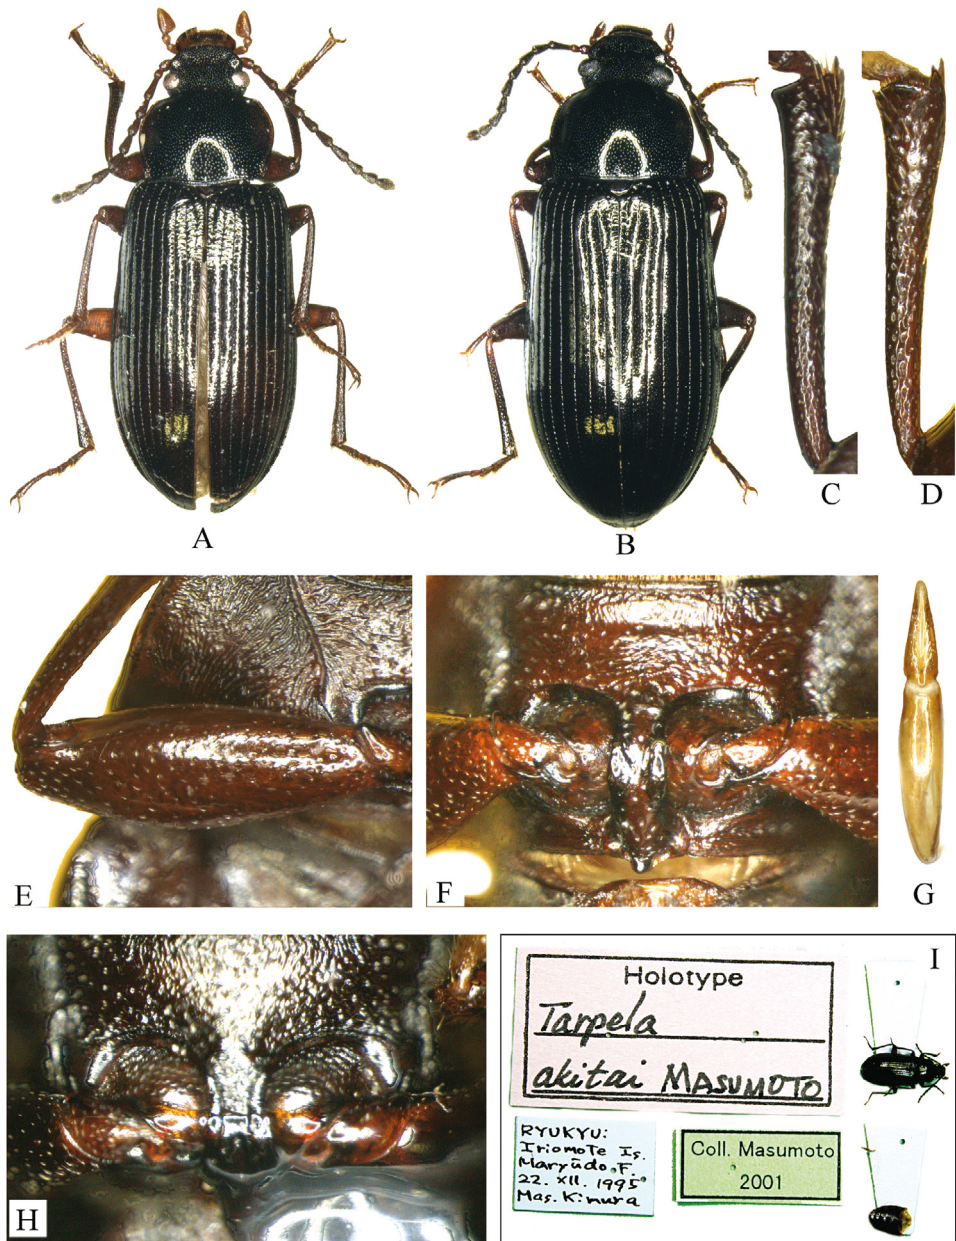 A
B
C
D
E
F
G
H
I
Holotype
Tarpela
akitai MASUMOTO
RYUKYU:
Iriomote Is.
Maryūdo F.
22. XII. 1995
Mas. Kimura
Coll. Masumoto
2001